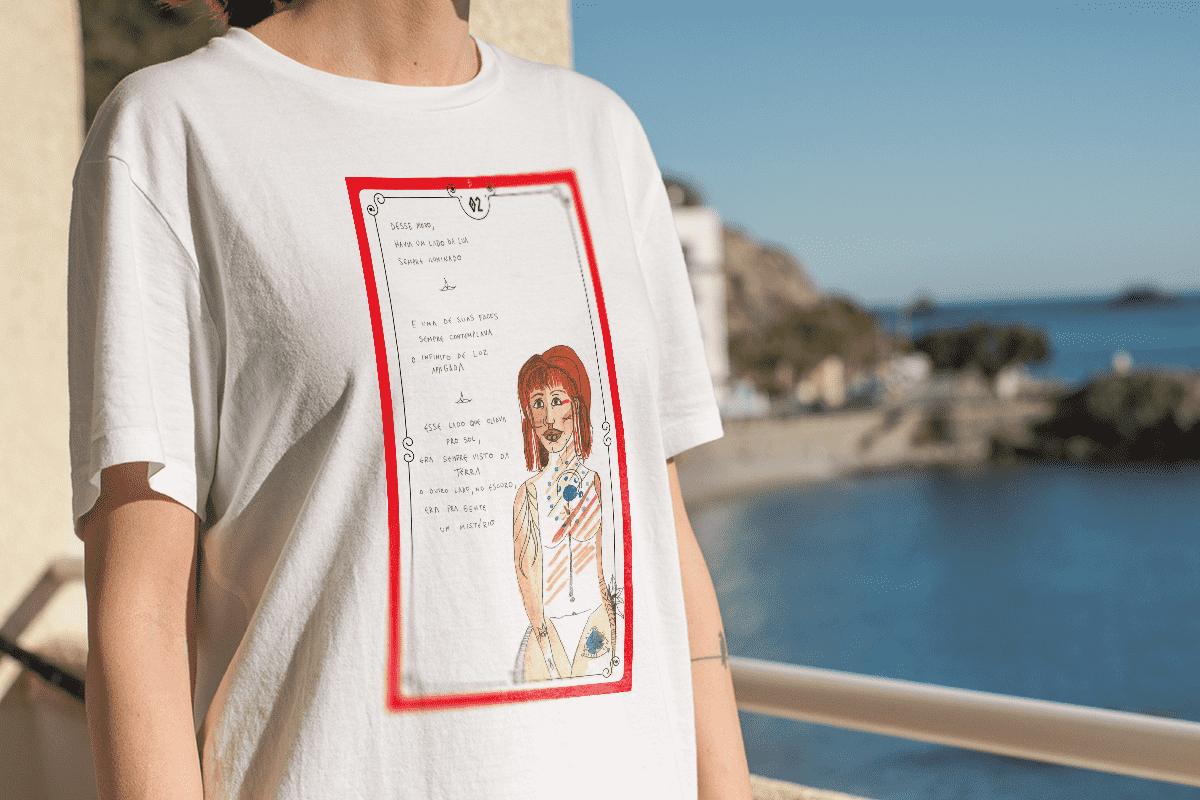 02
DESSE MODO,
HAVIA UM LADO DA LUA
SEMPRE ILUMINADO
E UMA DE SUAS FACES
SEMPRE CONTEMPLAVA
O INFINITO DE LUZ
APAGADA
ESSE LADO QUE OLHAVA
PRO SOL,
ERA SEMPRE VISTO DA
TERRA
O OUTRO LADO, NO ESCURO,
ERA PRA GENTE
UM MISTÉRIO